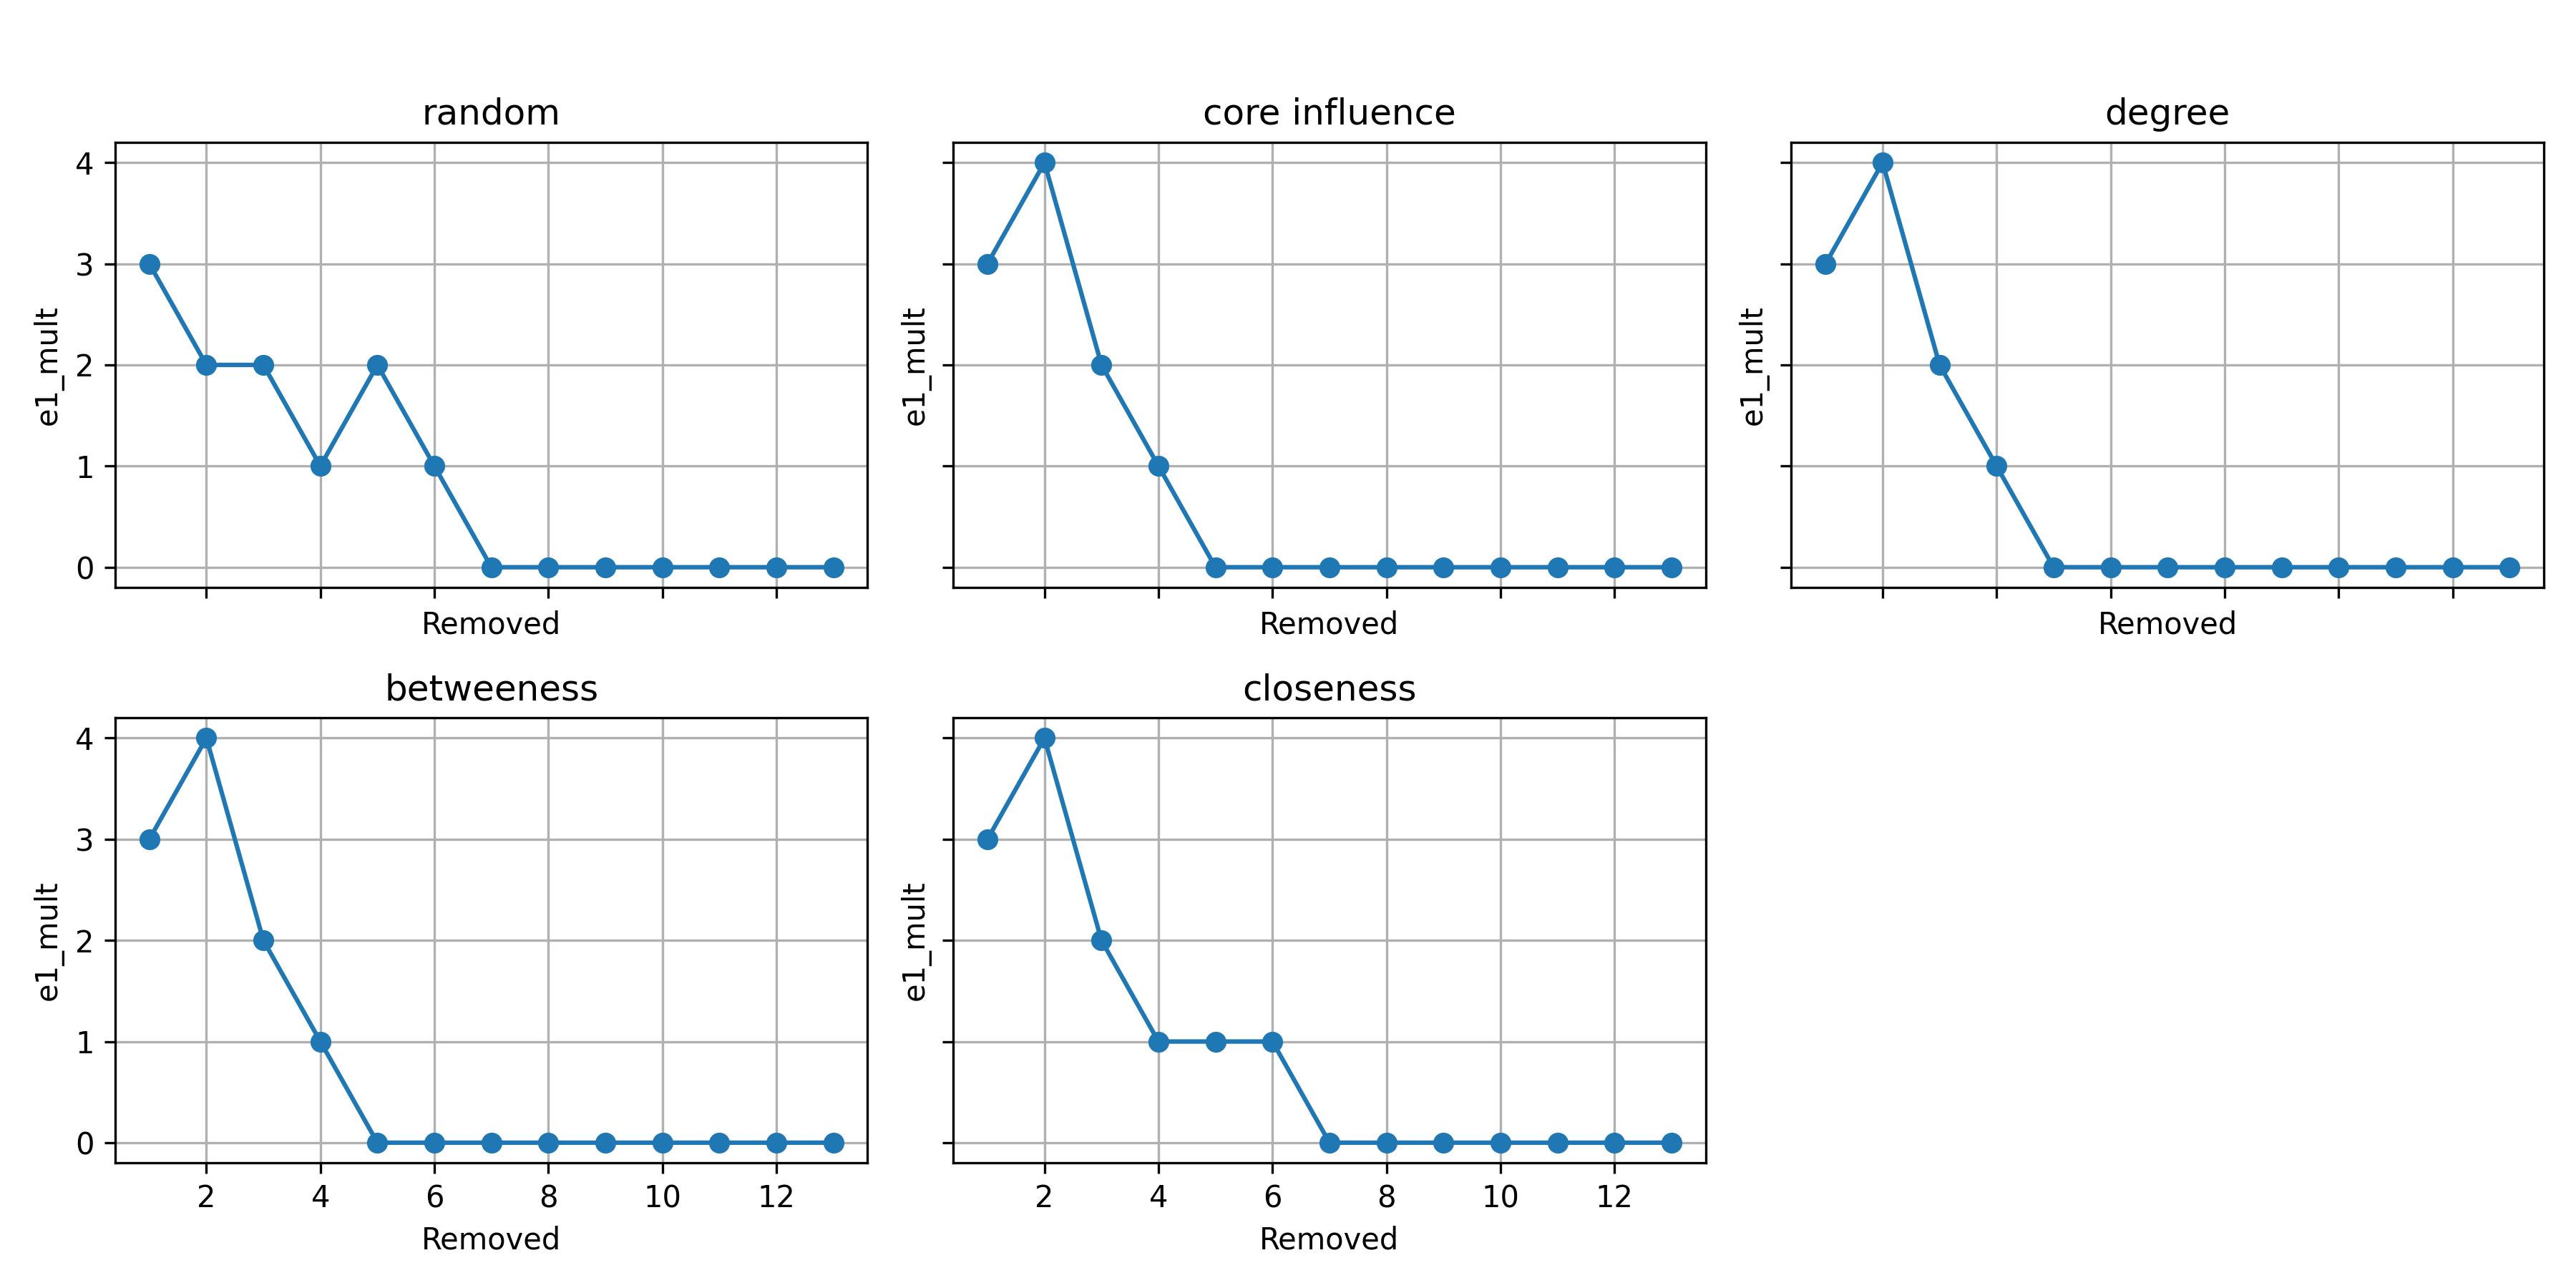 random
core influence
degree
4
3
2
1
0
e1_mult
e1_mult
e1_mult
Removed
Removed
Removed
betweeness
closeness
4
3
2
1
0
e1_mult
e1_mult
2 4 6 8 10 12
2 4 6 8 10 12
Removed
Removed